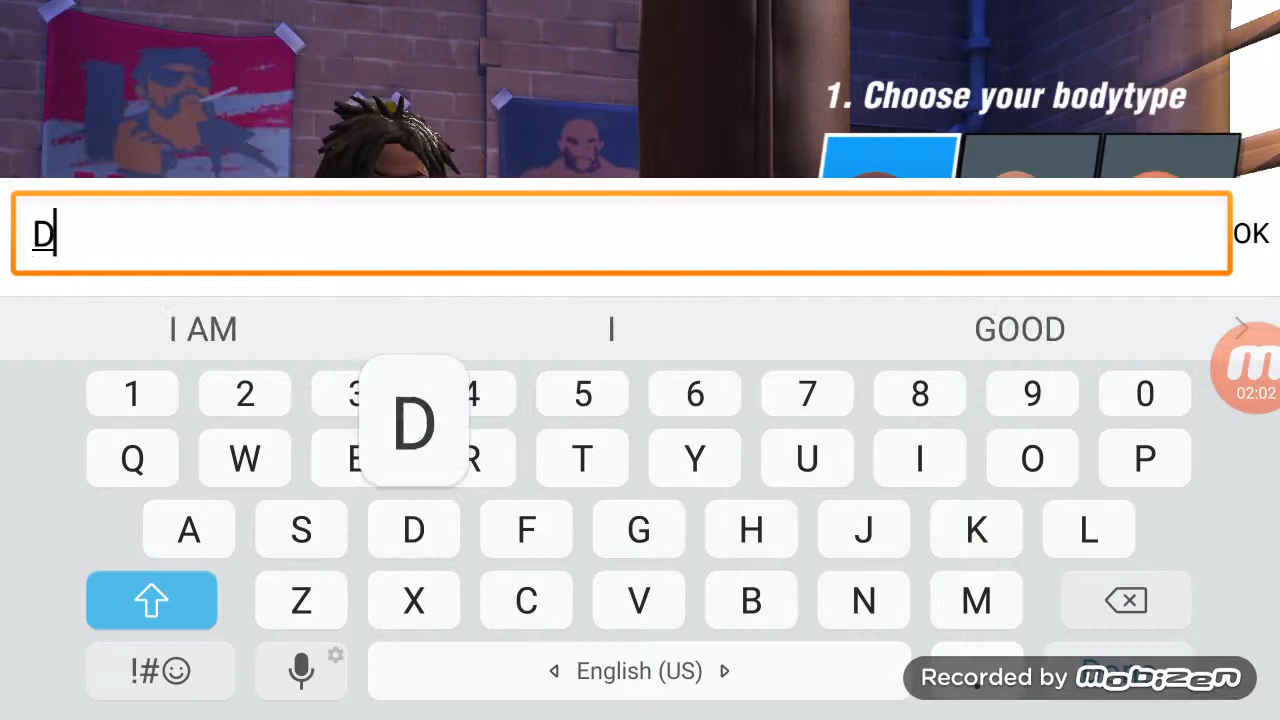 1. Choose your bodytype
D
OK
I AM I GOOD
02:02
1 2 3 4 5 6 7 8 9 0
D
Q W E R T Y U I O P
A S D F G H J K L
Z X C V B N M
!#☺ English (US)
Recorded by mobizen